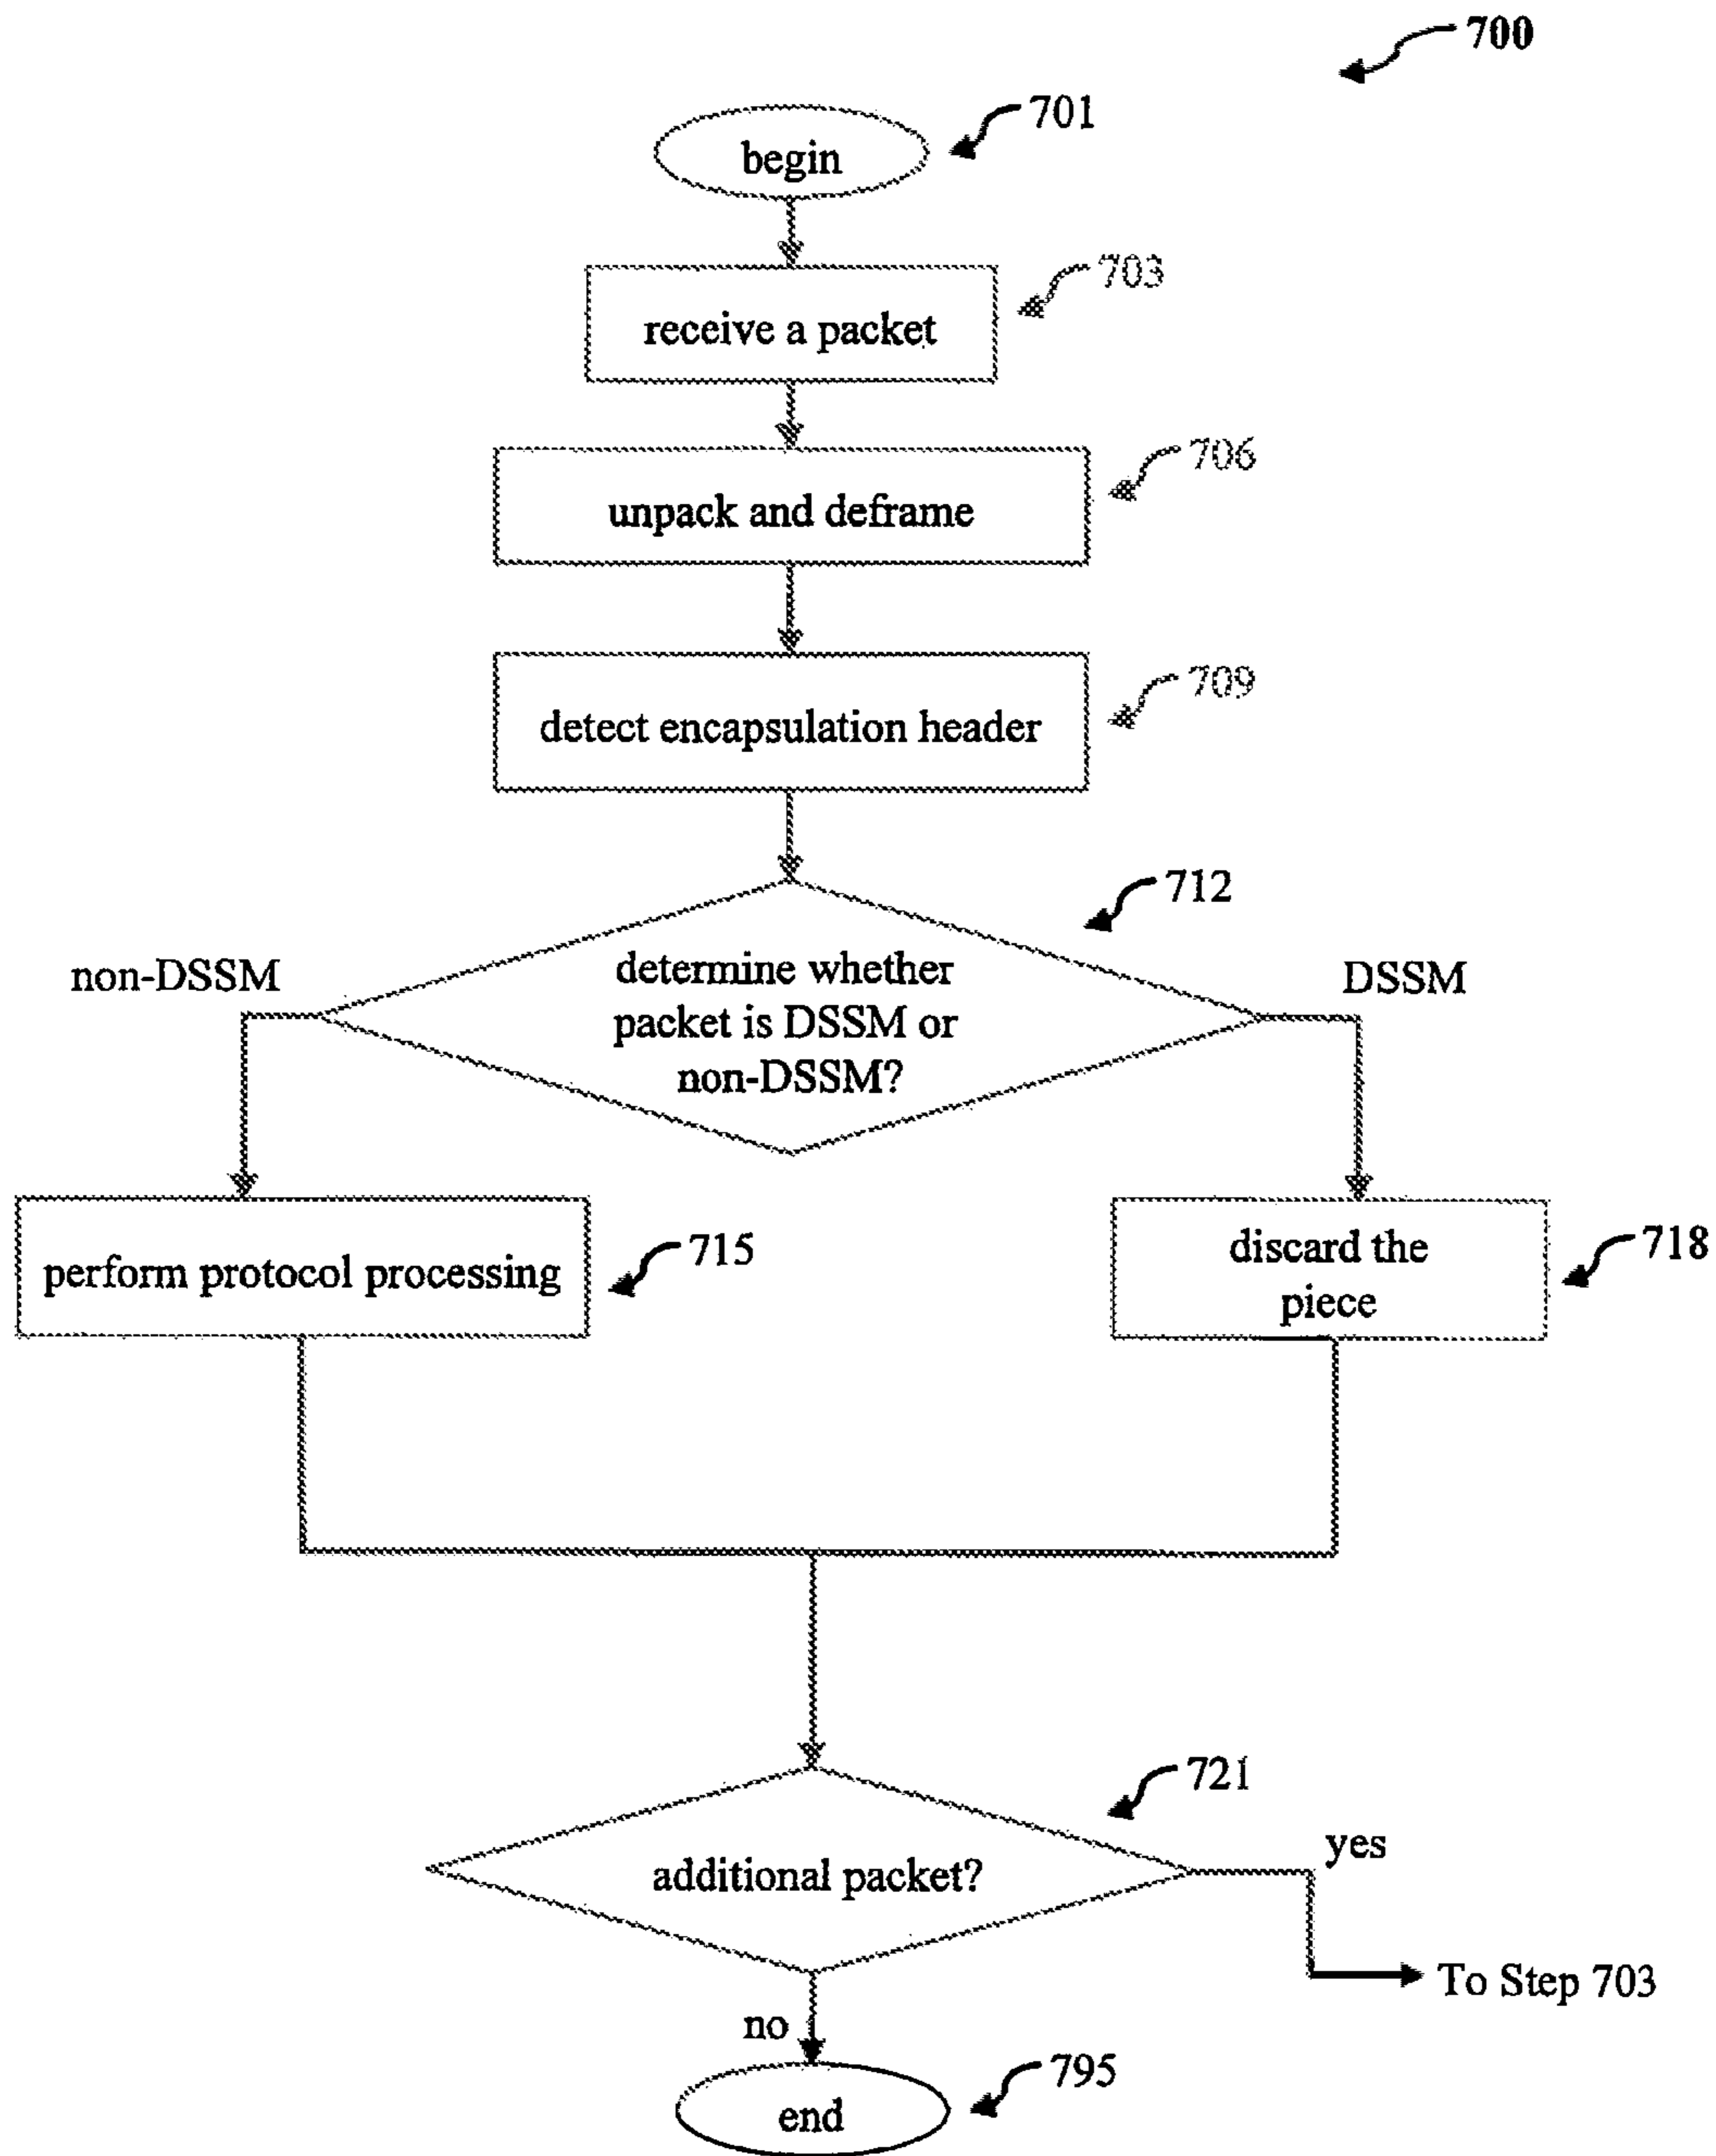 700
701
begin
703
receive a packet
706
unpack and deframe
709
detect encapsulation header
712
non-DSSM
determine whether
packet is DSSM or
non-DSSM?
DSSM
715
perform protocol processing
718
discard the
piece
721
additional packet?
yes
To Step 703
no
795
end